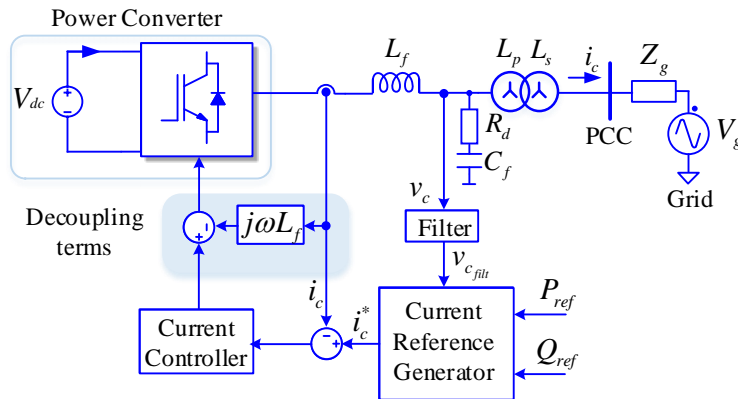 Power Converter
L_f
L_p L_s
i_c
Z_g
V_dc
+
−
R_d
PCC
V_g
C_f
Grid
v_c
Decoupling
terms
−
+
jωL_f
Filter
v_c_filt
i_c
P_ref
Current
Controller
−
+
i_c^*
Current
Reference
Generator
Q_ref